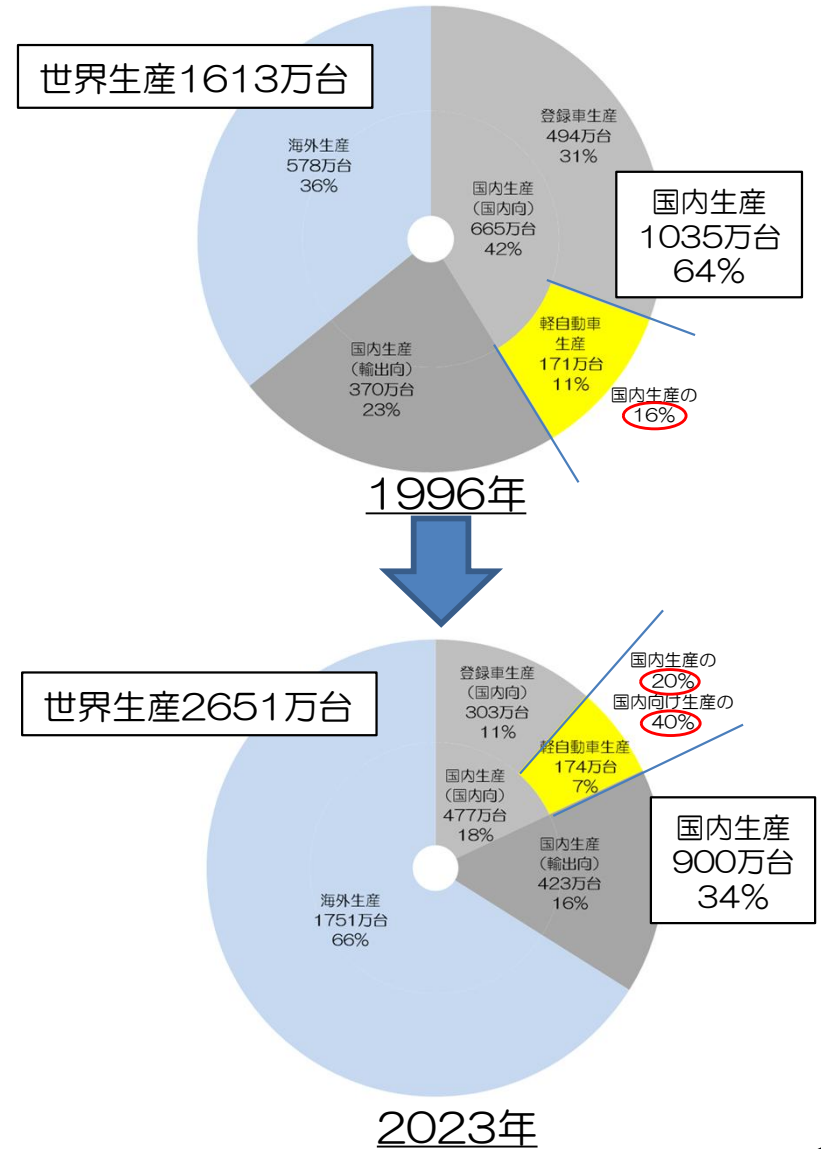 世界生産1613万台
海外生産
578万台
36%
登録車生産
494万台
31%
国内生産
（国内向）
665万台
42%
国内生産
1035万台
64%
軽自動車
生産
171万台
11%
国内生産の
16%
国内生産
（輸出向）
370万台
23%
1996年
世界生産2651万台
登録車生産
（国内向）
303万台
11%
国内生産の
20%
国内向け生産の
40%
軽自動車生産
174万台
7%
国内生産
（国内向）
477万台
18%
国内生産
（輸出向）
423万台
16%
国内生産
900万台
34%
海外生産
1751万台
66%
2023年